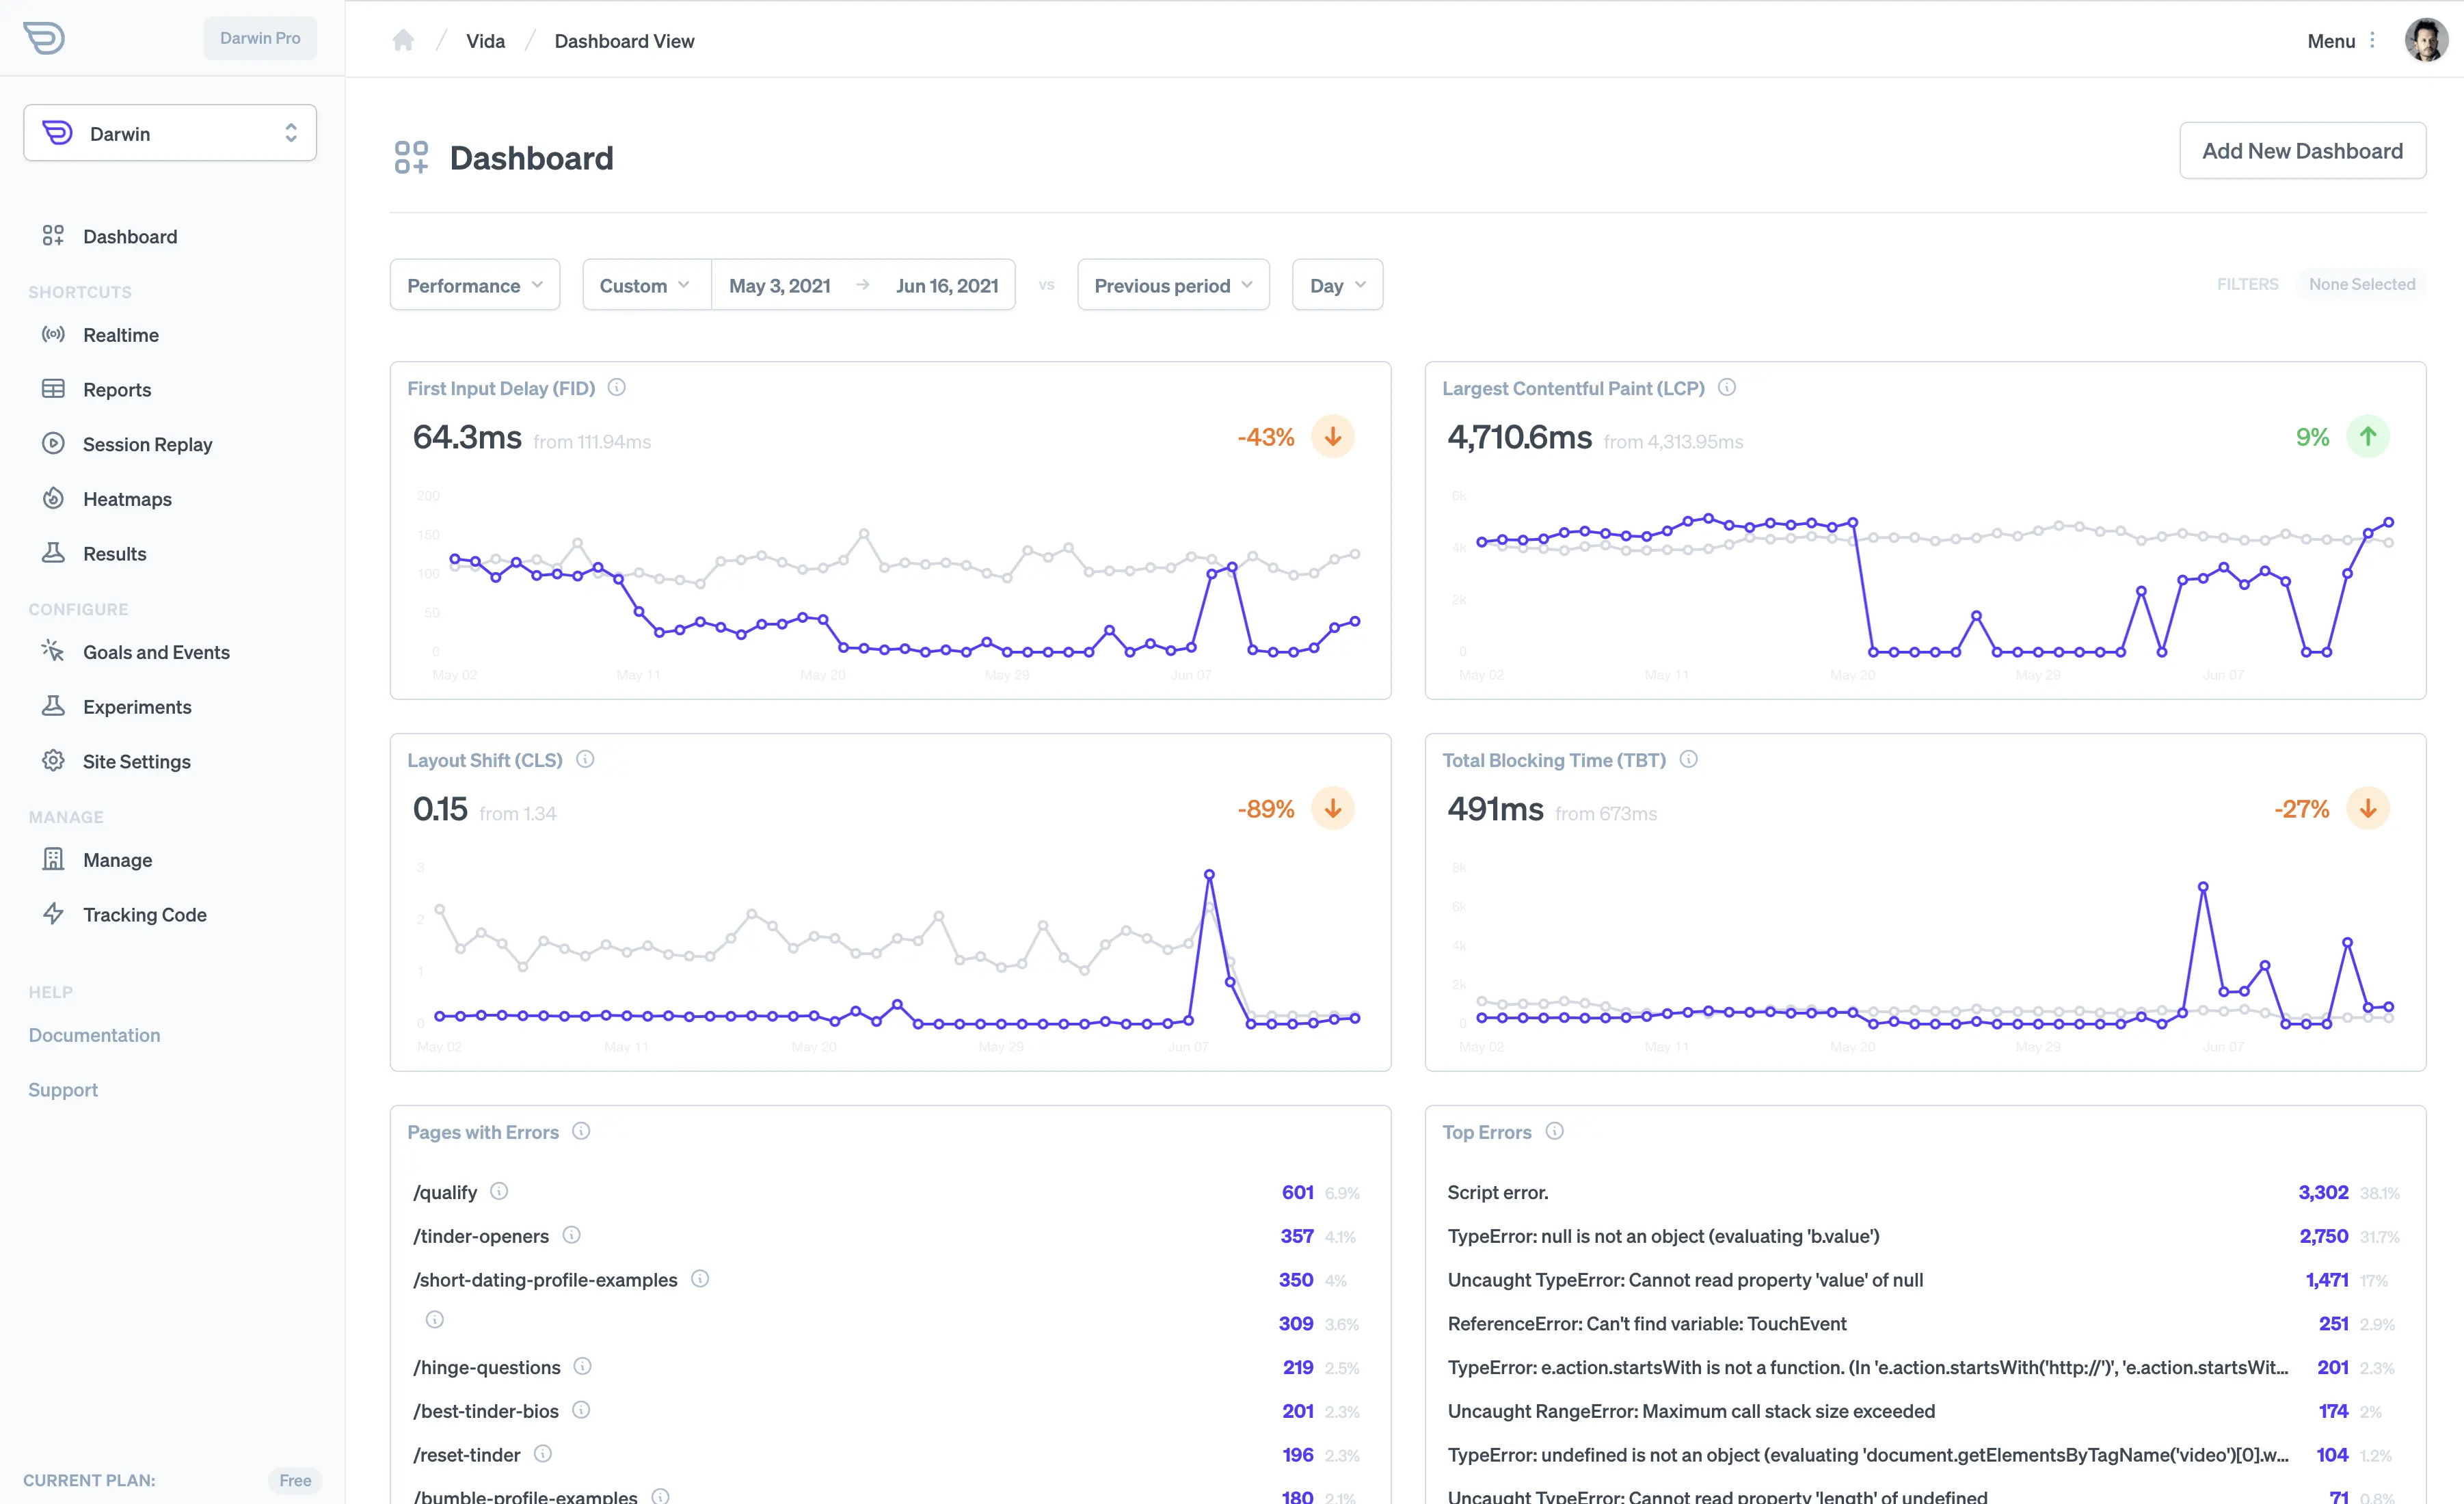 Darwin Pro
Vida
Dashboard View
Menu
Darwin
Dashboard
SHORTCUTS
Realtime
Reports
Session Replay
Heatmaps
Results
CONFIGURE
Goals and Events
Experiments
Site Settings
MANAGE
Manage
Tracking Code
HELP
Documentation
Support
CURRENT PLAN: Free
Dashboard
Add New Dashboard
Performance Custom May 3, 2021 → Jun 16, 2021 vs Previous period Day
FILTERS None Selected
First Input Delay (FID)
64.3ms from 111.94ms -43%
200
150
100
50
0
May 02 May 11 May 20 May 29 Jun 07
Largest Contentful Paint (LCP)
4,710.6ms from 4,313.95ms 9%
6k
4k
2k
0
May 02 May 11 May 20 May 29 Jun 07
Layout Shift (CLS)
0.15 from 1.34 -89%
3
2
1
0
May 02 May 11 May 20 May 29 Jun 07
Total Blocking Time (TBT)
491ms from 673ms -27%
8k
6k
4k
2k
0
May 02 May 11 May 20 May 29 Jun 07
Pages with Errors
/qualify 601 6.9%
/tinder-openers 357 4.1%
/short-dating-profile-examples 350 4%
309 3.6%
/hinge-questions 219 2.5%
/best-tinder-bios 201 2.3%
/reset-tinder 196 2.3%
/bumble-profile-examples 180 2.1%
Top Errors
Script error. 3,302 38.1%
TypeError: null is not an object (evaluating 'b.value') 2,750 31.7%
Uncaught TypeError: Cannot read property 'value' of null 1,471 17%
ReferenceError: Can't find variable: TouchEvent 251 2.9%
TypeError: e.action.startsWith is not a function. (In 'e.action.startsWith('http://')', 'e.action.startsWit... 201 2.3%
Uncaught RangeError: Maximum call stack size exceeded 174 2%
TypeError: undefined is not an object (evaluating 'document.getElementsByTagName('video')[0].w... 104 1.2%
Uncaught TypeError: Cannot read property 'length' of undefined 71 0.8%